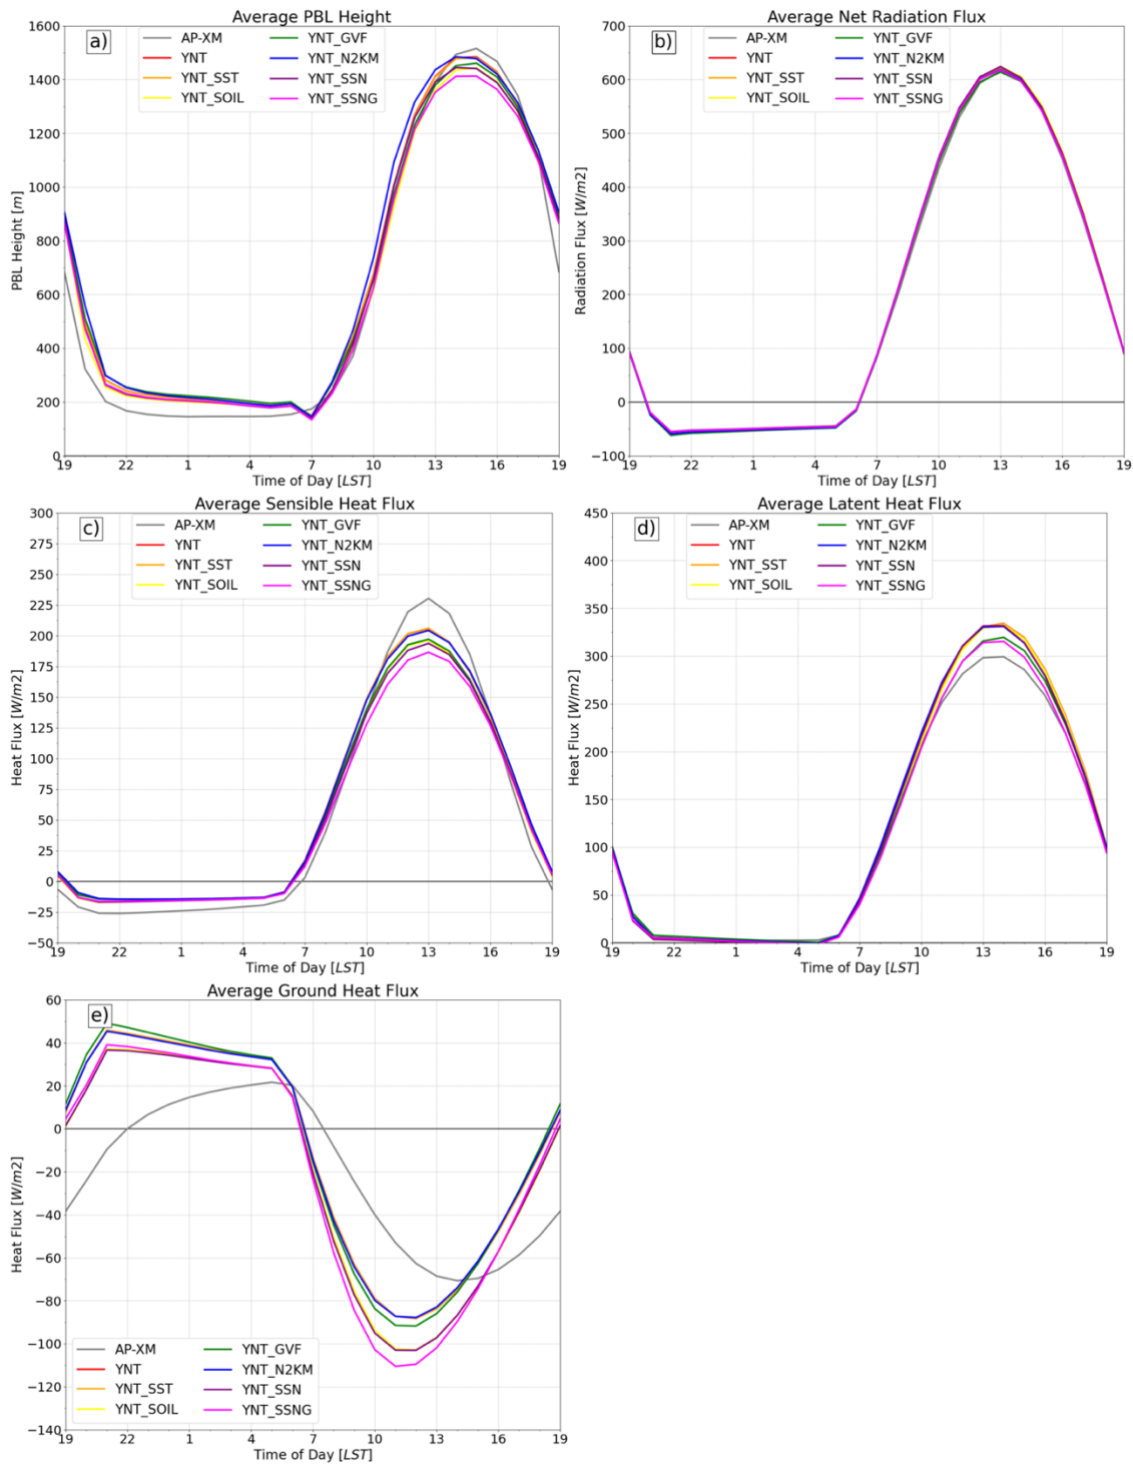 Average PBL Height
a)
AP-XM
YNT
YNT_SST
YNT_SOIL
YNT_GVF
YNT_N2KM
YNT_SSN
YNT_SSNG
1600
1400
1200
1000
800
600
400
200
0
PBL Height [m]
19 22 1 4 7 10 13 16 19
Time of Day [LST]
Average Net Radiation Flux
b)
AP-XM
YNT
YNT_SST
YNT_SOIL
YNT_GVF
YNT_N2KM
YNT_SSN
YNT_SSNG
700
600
500
400
300
200
100
0
−100
Radiation Flux [W/m2]
19 22 1 4 7 10 13 16 19
Time of Day [LST]
Average Sensible Heat Flux
c)
AP-XM
YNT
YNT_SST
YNT_SOIL
YNT_GVF
YNT_N2KM
YNT_SSN
YNT_SSNG
300
275
250
225
200
175
150
125
100
75
50
25
0
−25
−50
Heat Flux [W/m2]
19 22 1 4 7 10 13 16 19
Time of Day [LST]
Average Latent Heat Flux
d)
AP-XM
YNT
YNT_SST
YNT_SOIL
YNT_GVF
YNT_N2KM
YNT_SSN
YNT_SSNG
450
400
350
300
250
200
150
100
50
0
Heat Flux [W/m2]
19 22 1 4 7 10 13 16 19
Time of Day [LST]
Average Ground Heat Flux
e)
60
40
20
0
−20
−40
−60
−80
−100
−120
−140
Heat Flux [W/m2]
AP-XM
YNT
YNT_SST
YNT_SOIL
YNT_GVF
YNT_N2KM
YNT_SSN
YNT_SSNG
19 22 1 4 7 10 13 16 19
Time of Day [LST]